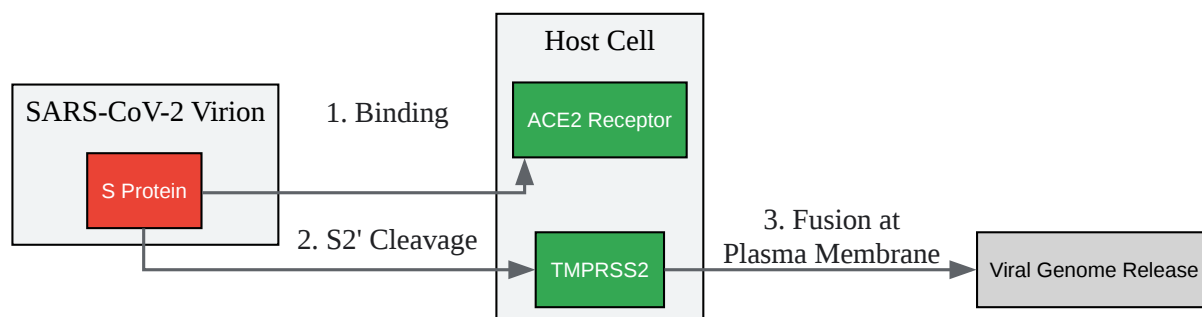 Host Cell
SARS-CoV-2 Virion
1. Binding
ACE2 Receptor
S Protein
2. S2' Cleavage
TMPRSS2
3. Fusion at
Plasma Membrane
Viral Genome Release